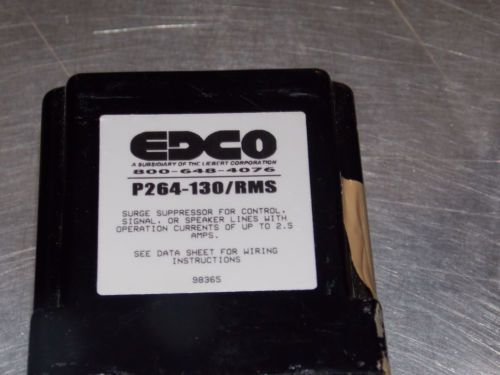 EDCO
A SUBSIDIARY OF THE LIEBERT CORPORATION
800-648-4076
P264-130/RMS
SURGE SUPPRESSOR FOR CONTROL,
SIGNAL, OR SPEAKER LINES WITH
OPERATION CURRENTS OF UP TO 2.5
AMPS.
SEE DATA SHEET FOR WIRING
INSTRUCTIONS
98365